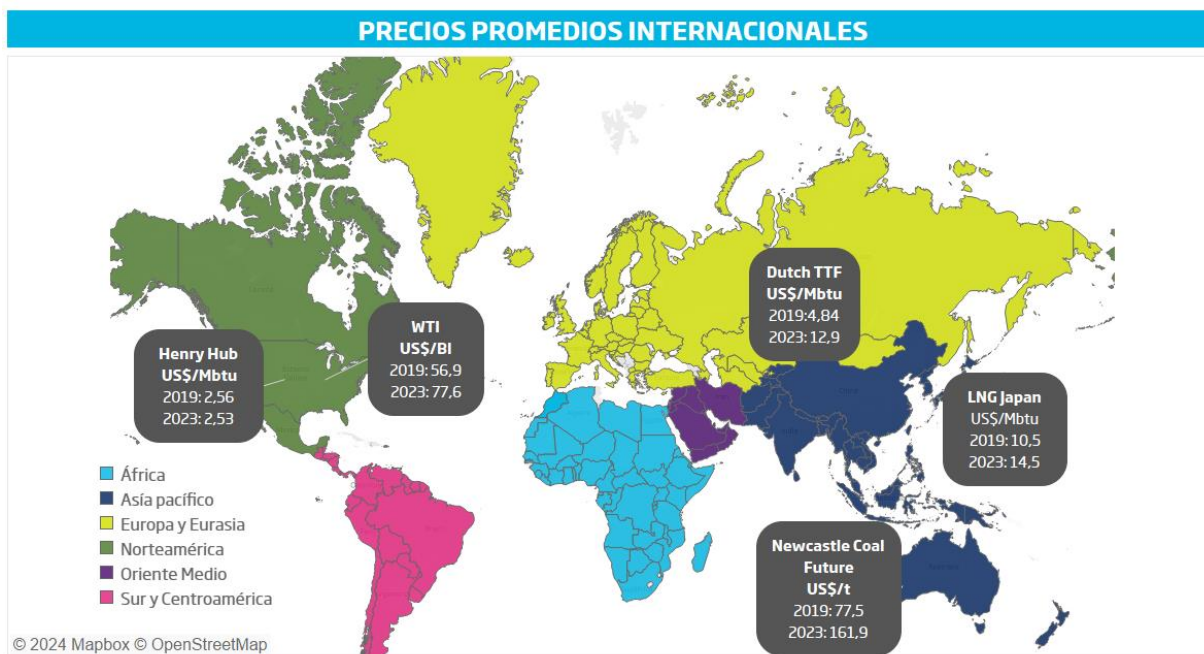 PRECIOS PROMEDIOS INTERNACIONALES
Henry Hub
US$/Mbtu
2019: 2,56
2023: 2,53
WTI
US$/Bl
2019: 56,9
2023: 77,6
Dutch TTF
US$/Mbtu
2019:4,84
2023: 12,9
LNG Japan
US$/Mbtu
2019: 10,5
2023: 14,5
Newcastle Coal
Future
US$/t
2019: 77,5
2023: 161,9
África
Asía pacífico
Europa y Eurasia
Norteamérica
Oriente Medio
Sur y Centroamérica
© 2024 Mapbox © OpenStreetMap